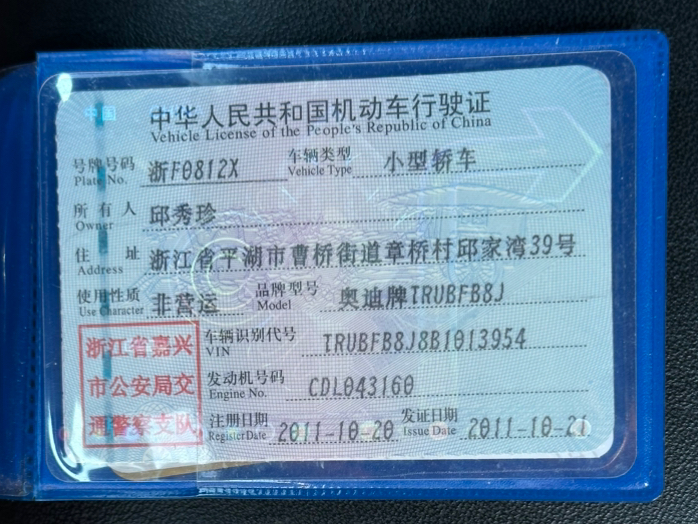 中国
中华人民共和国机动车行驶证
Vehicle License of the People's Republic of China
号牌号码 浙F0812X 车辆类型 小型轿车
Plate No. Vehicle Type
所有人 邱秀珍
Owner
住址 浙江省平湖市曹桥街道章桥村邱家湾39号
Address
使用性质 非营运 品牌型号 奥迪牌TRUBFB8J
Use Character Model
浙江省嘉兴 车辆识别代号 TRUBFB8J8B1013954
VIN
市公安局交 发动机号码 CDL043160
Engine No.
通警察支队 注册日期 2011-10-20 发证日期 2011-10-21
Register Date Issue Date